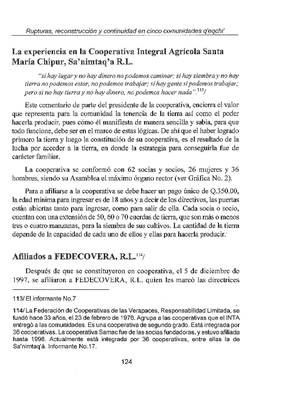 Rupturas, reconstrucción y continuidad en cinco comunidades q'eqchi'
La experiencia en la Cooperativa Integral Agrícola Santa
María Chipur, Sa'nimtaq'a R.L.
"si hay lugar y no hay dinero no podemos caminar; si hay siembra y no hay
tierra no podemos estar, no podemos trabajar; si hay gente sí podemos trabajar;
pero si no hay tierra y no hay dinero, no podemos hacer nada".113/
Este comentario de parte del presidente de la cooperativa, encierra el valor
que representa para la comunidad la tenencia de la tierra así como el poder
hacerla producir, pues cómo él manifiesta de manera sencilla y sabia, para que
todo funcione, debe ser en el marco de estas lógicas. De ahí que el haber logrado
primero la tierra y luego la constitución de su cooperativa, es el resultado de la
lucha por acceder a la tierra, en donde la estrategia para conseguirla fue de
carácter familiar.
La cooperativa se conformó con 62 socias y socios, 26 mujeres y 36
hombres, siendo su Asamblea el máximo órgano rector (ver Gráfica No. 2).
Para a afiliarse a la cooperativa se debe hacer un pago único de Q.350.00,
la edad mínima para ingresar es de 18 años y a decir de los directivos, las puertas
están abiertas tanto para ingresar, como para salir de ella. Cada socia o socio,
cuentan con una extensión de 50, 60 o 70 cuerdas de tierra, que son más o menos
tres o cuatro manzanas, para la siembra de sus cultivos. La cantidad de la tierra
depende de la capacidad de cada uno de ellos y ellas para hacerla producir.
Afiliados a FEDECOVERA, R.L.114/
Después de que se constituyeron en cooperativa, el 5 de diciembre de
1997, se afiliaron a FEDECOVERA, R.L. quien les marcó las directrices
113/ El informante No.7
114/ La Federación de Cooperativas de las Verapaces, Responsabilidad Limitada, se
fundó hace 33 años, el 23 de febrero de 1976. Agrupa a las cooperativas que el INTA
entregó a las comunidades. Es una cooperativa de segundo grado. Está integrada por
36 cooperativas. La cooperativa Samac fue de las socias fundadoras, y estuvo afiliada
hasta 1998. Actualmente está integrada por 36 cooperativas, entre ellas la de
Sa'nimtaq'á. Informante No.17.
124